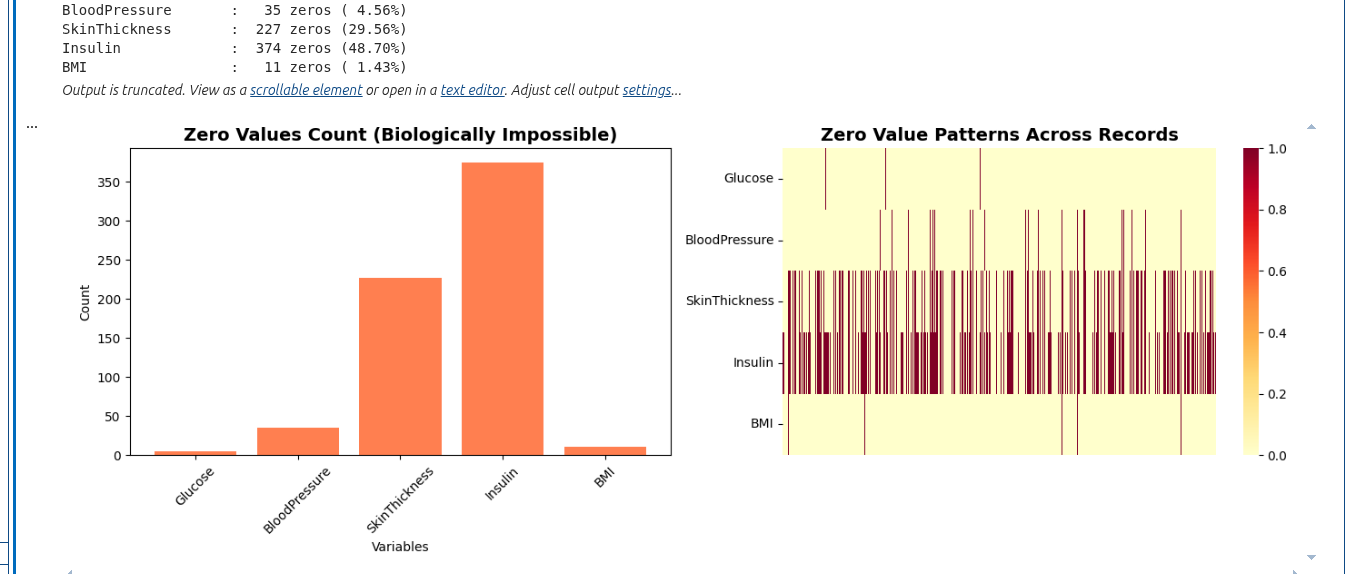 BloodPressure       :   35 zeros ( 4.56%)
SkinThickness       :  227 zeros (29.56%)
Insulin             :  374 zeros (48.70%)
BMI                 :   11 zeros ( 1.43%)
Output is truncated. View as a scrollable element or open in a text editor. Adjust cell output settings...
...
Zero Values Count (Biologically Impossible)
350
300
250
200
150
100
50
0
Count
Glucose
BloodPressure
SkinThickness
Insulin
BMI
Variables
Zero Value Patterns Across Records
Glucose
BloodPressure
SkinThickness
Insulin
BMI
1.0
0.8
0.6
0.4
0.2
0.0